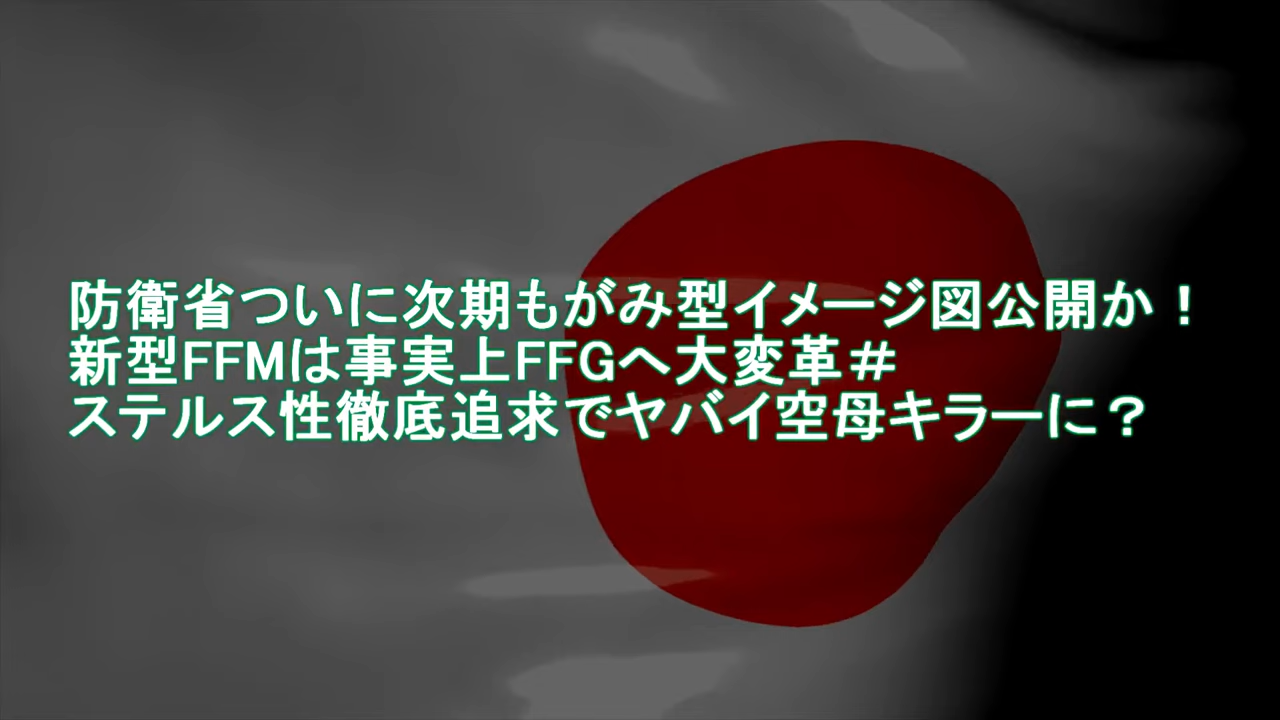 防衛省ついに次期もがみ型イメージ図公開か！
新型FFMは事実上FFGへ大変革＃
ステルス性徹底追求でヤバイ空母キラーに？